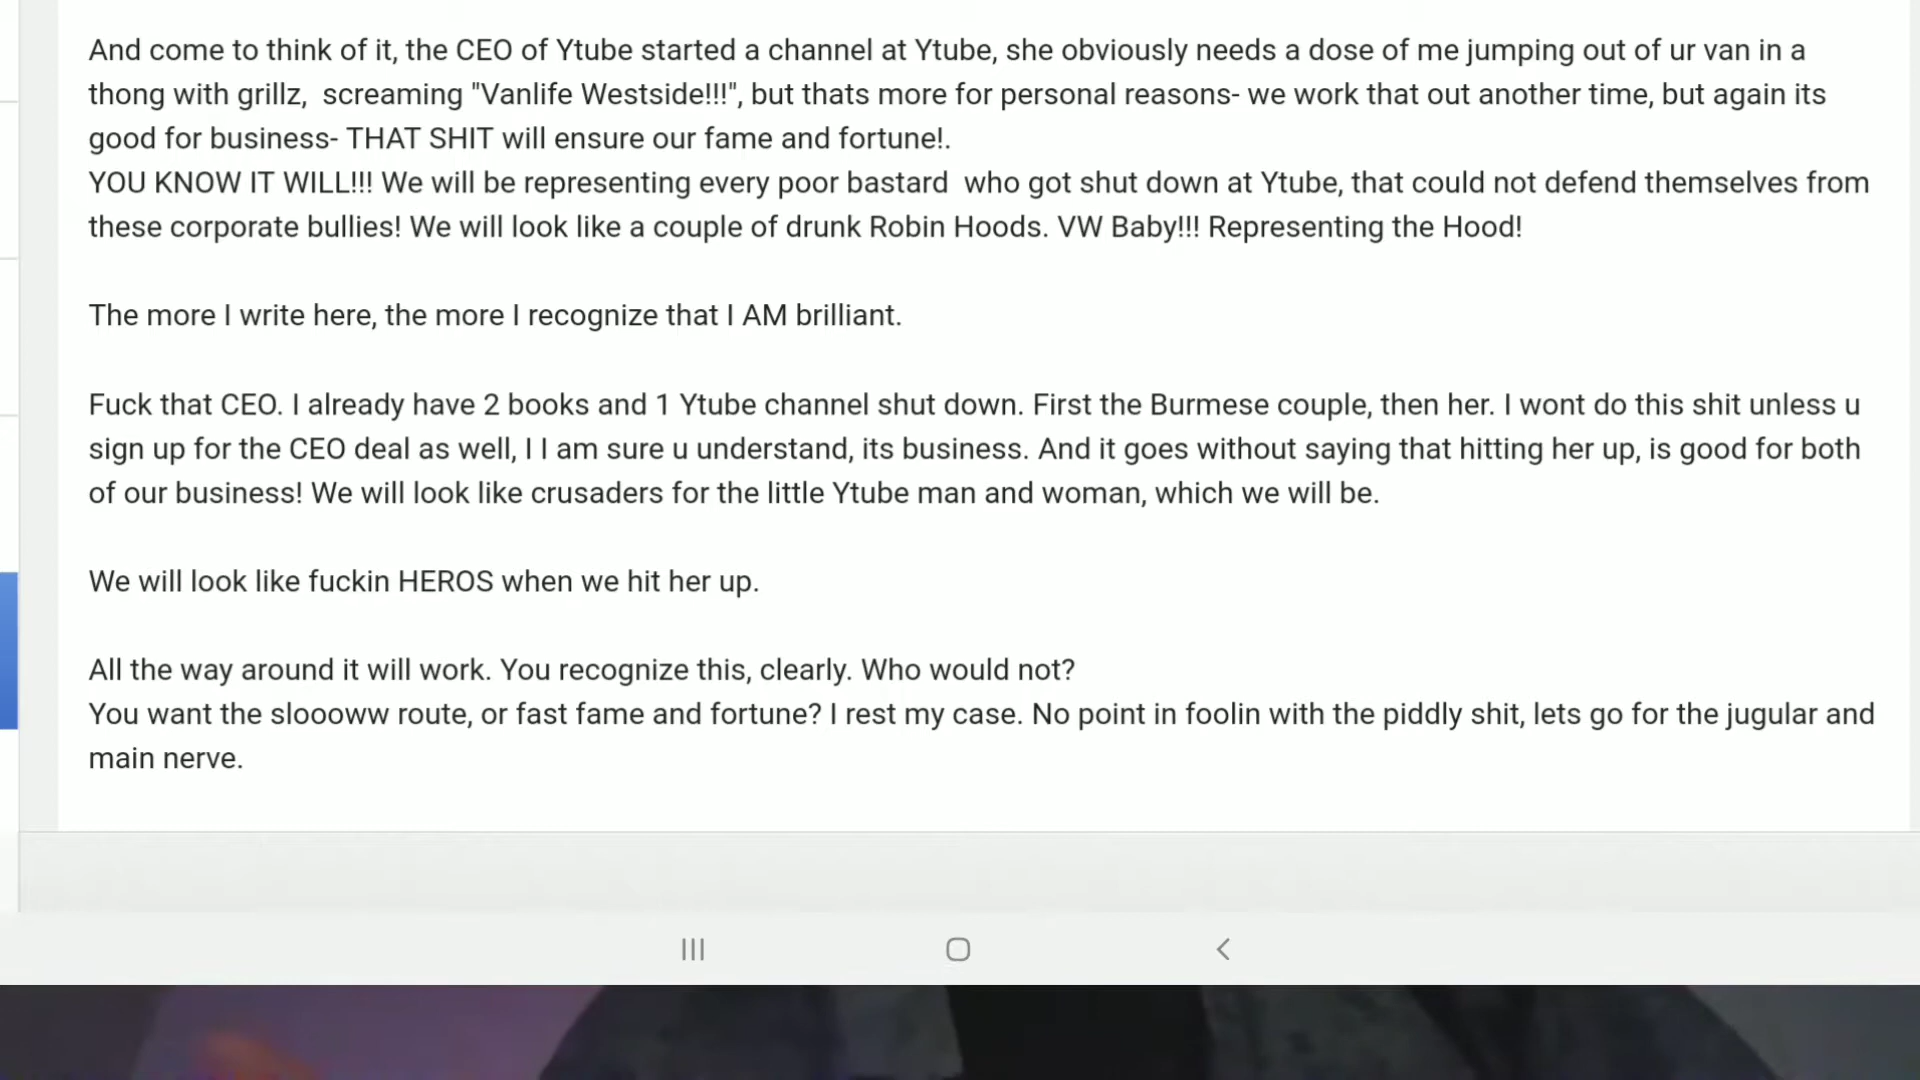 And come to think of it, the CEO of Ytube started a channel at Ytube, she obviously needs a dose of me jumping out of ur van in a
thong with grillz,  screaming "Vanlife Westside!!!", but thats more for personal reasons- we work that out another time, but again its
good for business- THAT SHIT will ensure our fame and fortune!.
YOU KNOW IT WILL!!! We will be representing every poor bastard  who got shut down at Ytube, that could not defend themselves from
these corporate bullies! We will look like a couple of drunk Robin Hoods. VW Baby!!! Representing the Hood!
The more I write here, the more I recognize that I AM brilliant.
Fuck that CEO. I already have 2 books and 1 Ytube channel shut down. First the Burmese couple, then her. I wont do this shit unless u
sign up for the CEO deal as well, I I am sure u understand, its business. And it goes without saying that hitting her up, is good for both
of our business! We will look like crusaders for the little Ytube man and woman, which we will be.
We will look like fuckin HEROS when we hit her up.
All the way around it will work. You recognize this, clearly. Who would not?
You want the sloooww route, or fast fame and fortune? I rest my case. No point in foolin with the piddly shit, lets go for the jugular and
main nerve.